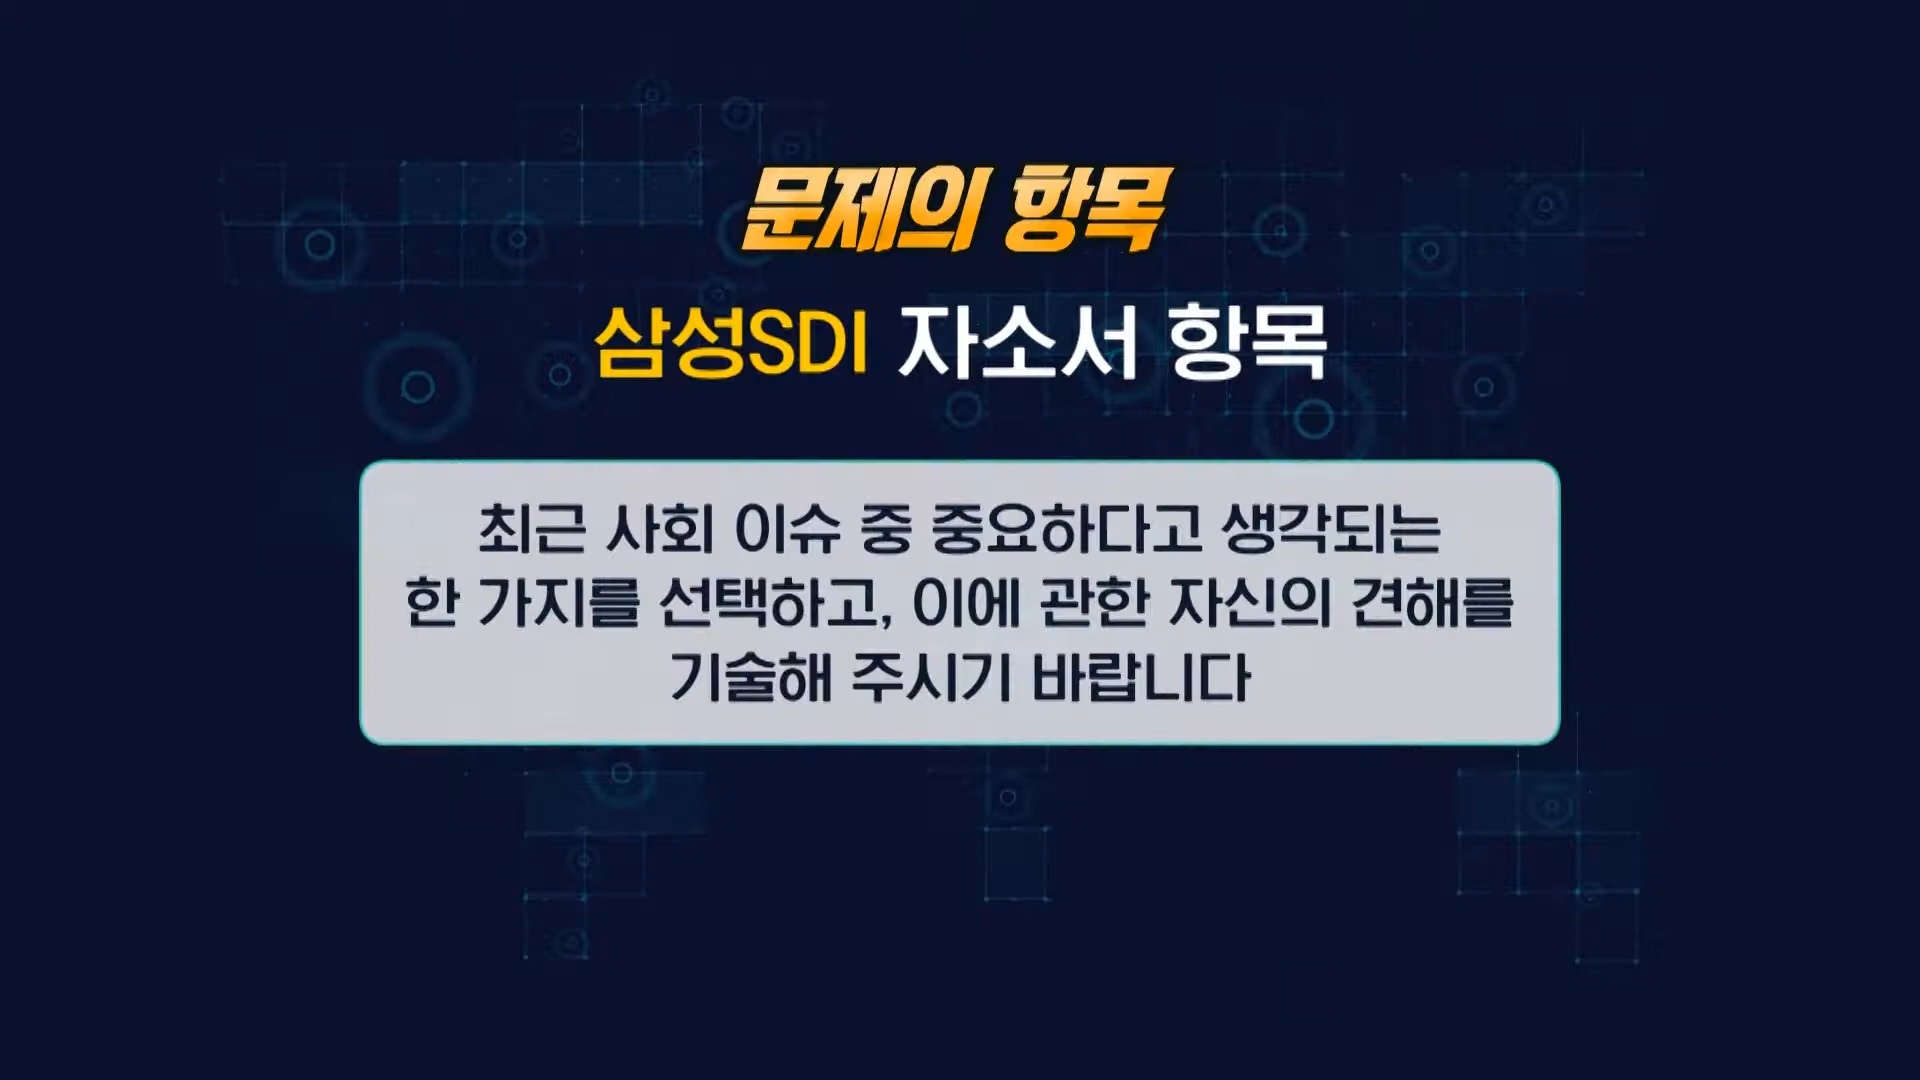 문제의 항목
삼성SDI 자소서 항목
최근 사회 이슈 중 중요하다고 생각되는
한 가지를 선택하고, 이에 관한 자신의 견해를
기술해 주시기 바랍니다